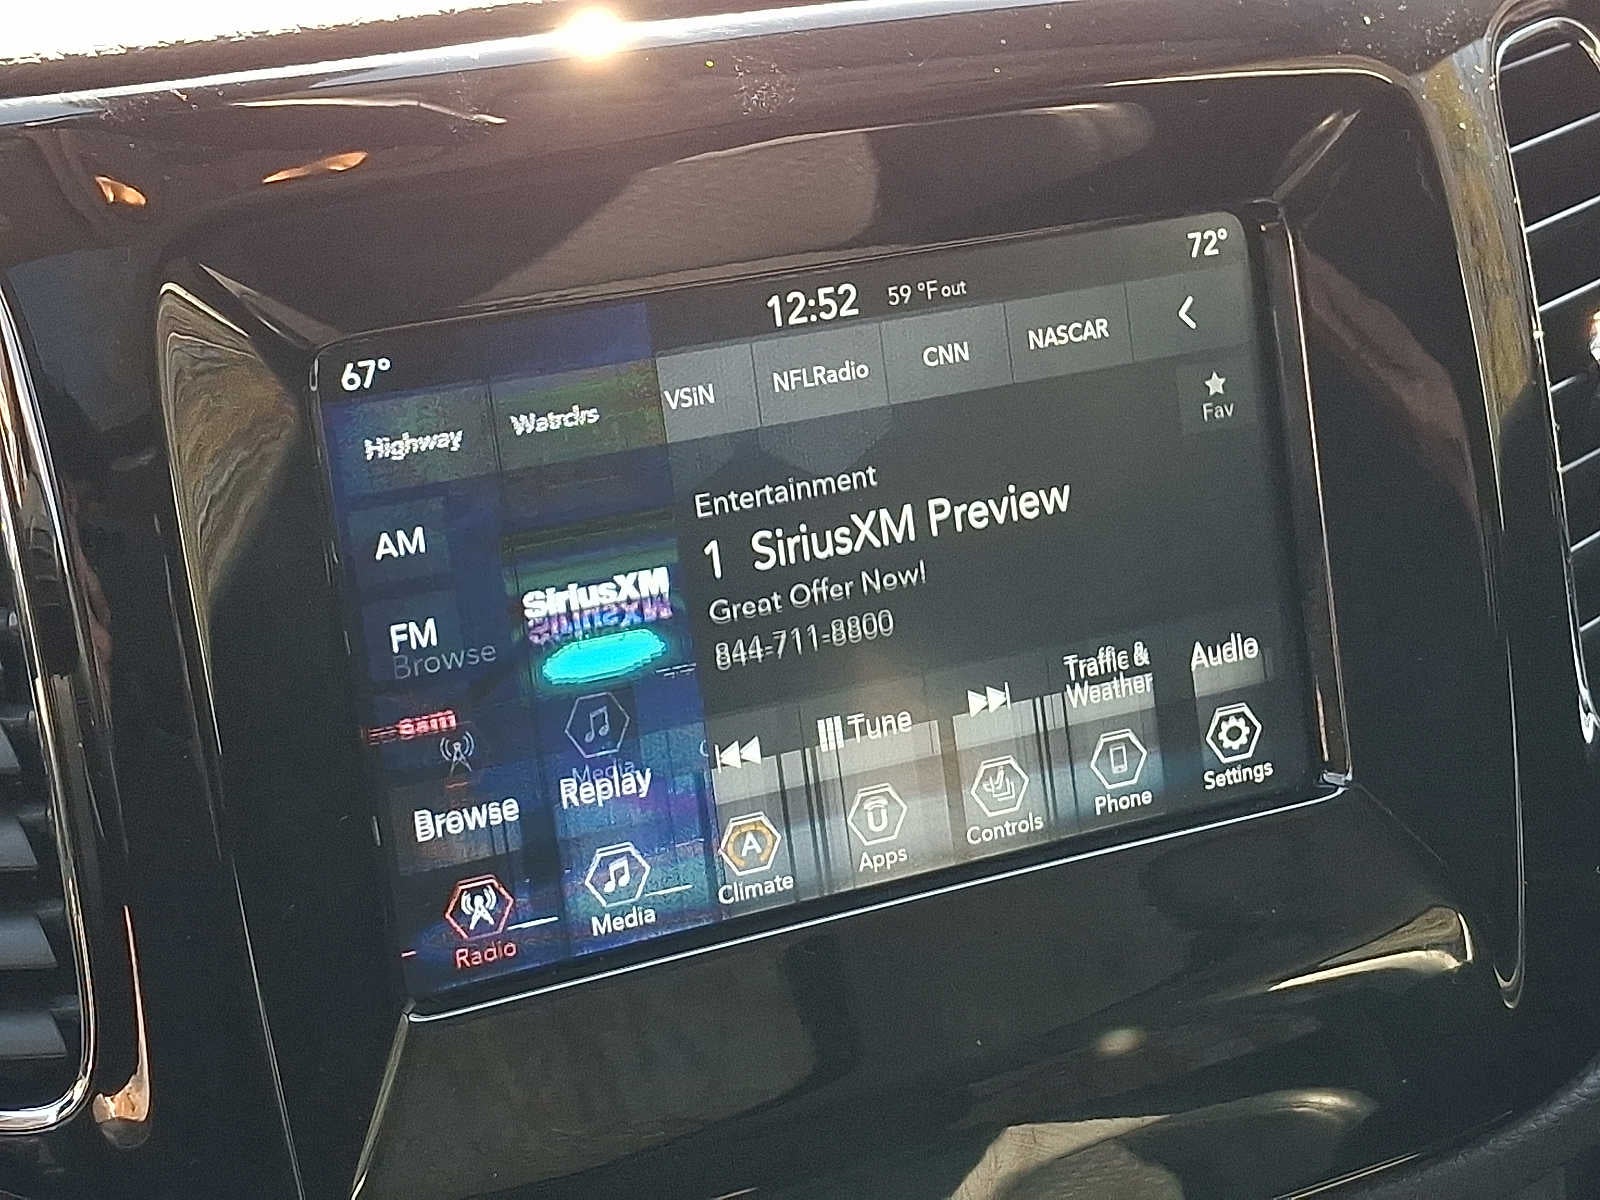 67°
12:52
59 °F out
72°
Highway
VSiN
NFLRadio
CNN
NASCAR
Fav
AM
FM
Browse
SiriusXM
Entertainment
1 SiriusXM Preview
Great Offer Now!
844-711-8800
Browse
Media
Replay
Tune
Traffic &
Weather
Audio
Radio
Media
A
Climate
Apps
Controls
Phone
Settings